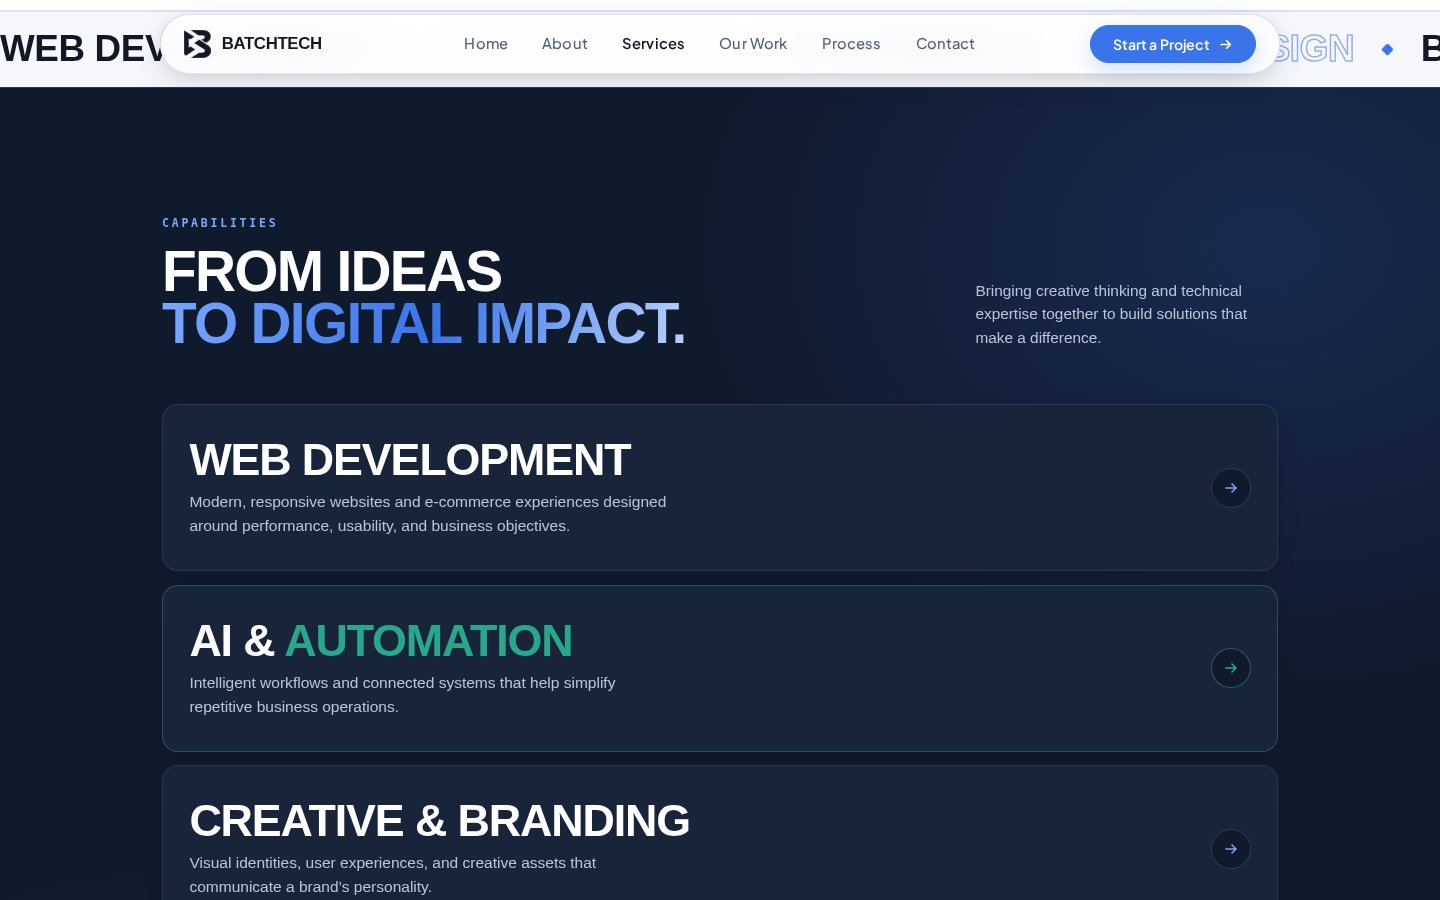 WEB DEV
BATCHTECH
Home
About
Services
Our Work
Process
Contact
Start a Project
SIGN
CAPABILITIES
FROM IDEAS
TO DIGITAL IMPACT.
Bringing creative thinking and technical
expertise together to build solutions that
make a difference.
WEB DEVELOPMENT
Modern, responsive websites and e-commerce experiences designed
around performance, usability, and business objectives.
AI & AUTOMATION
Intelligent workflows and connected systems that help simplify
repetitive business operations.
CREATIVE & BRANDING
Visual identities, user experiences, and creative assets that
communicate a brand’s personality.